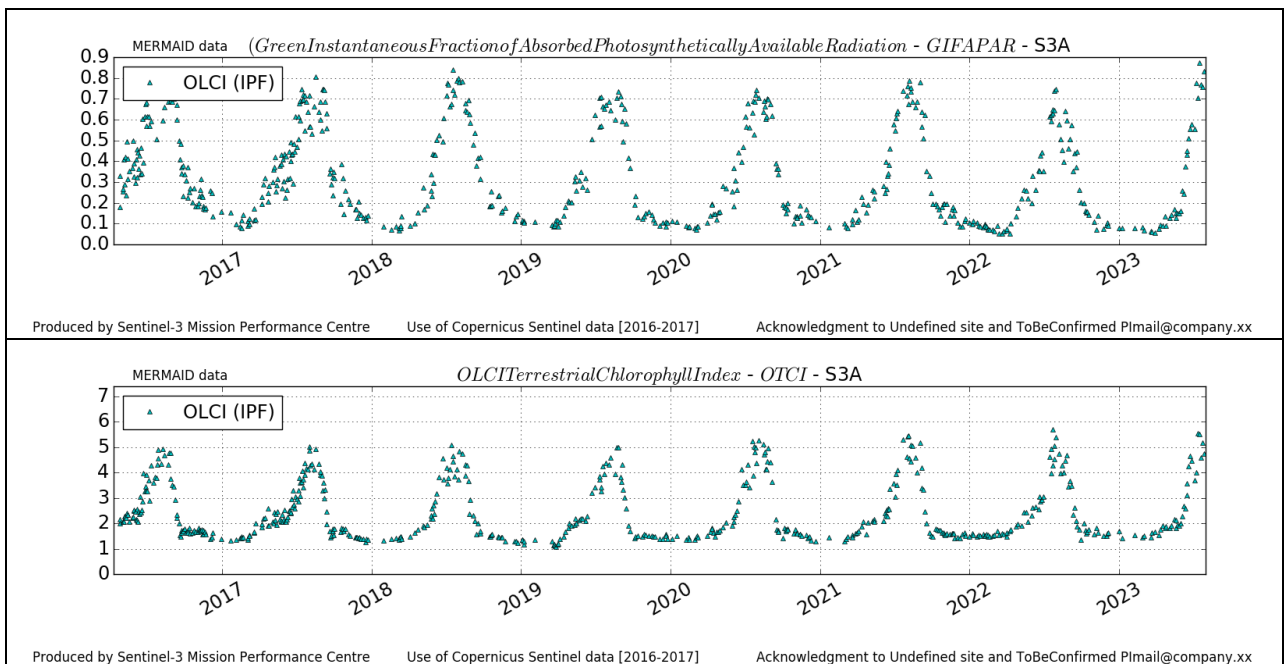 MERMAID data (GreenInstantaneousFractionofAbsorbedPhotosyntheticallyAvailableRadiation - GIFAPAR - S3A
0.9
0.8
0.7
0.6
0.5
0.4
0.3
0.2
0.1
0.0
OLCI (IPF)
2017 2018 2019 2020 2021 2022 2023
Produced by Sentinel-3 Mission Performance Centre Use of Copernicus Sentinel data [2016-2017] Acknowledgment to Undefined site and ToBeConfirmed PImail@company.xx
MERMAID data OLCITerrestrialChlorophyllIndex - OTCI - S3A
7
6
5
4
3
2
1
0
OLCI (IPF)
2017 2018 2019 2020 2021 2022 2023
Produced by Sentinel-3 Mission Performance Centre Use of Copernicus Sentinel data [2016-2017] Acknowledgment to Undefined site and ToBeConfirmed PImail@company.xx